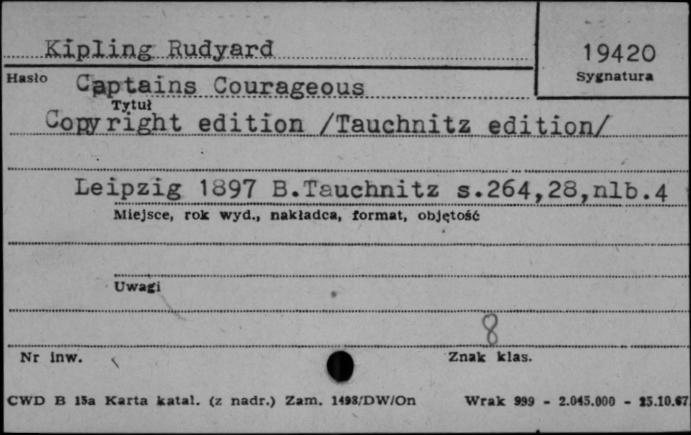 Kipling Rudyard
19420
Hasło
Sygnatura
Captains Courageous
Tytuł
Copyright edition /Tauchnitz edition/
Leipzig 1897 B.Tauchnitz s.264,28,nlb.4
Miejsce, rok wyd., nakładca, format, objętość
Uwagi
8
Nr inw.
Znak klas.
CWD B 15a Karta katal. (z nadr.) Zam. 1498/DW/On Wrak 999 - 2.045.000 - 25.10.67